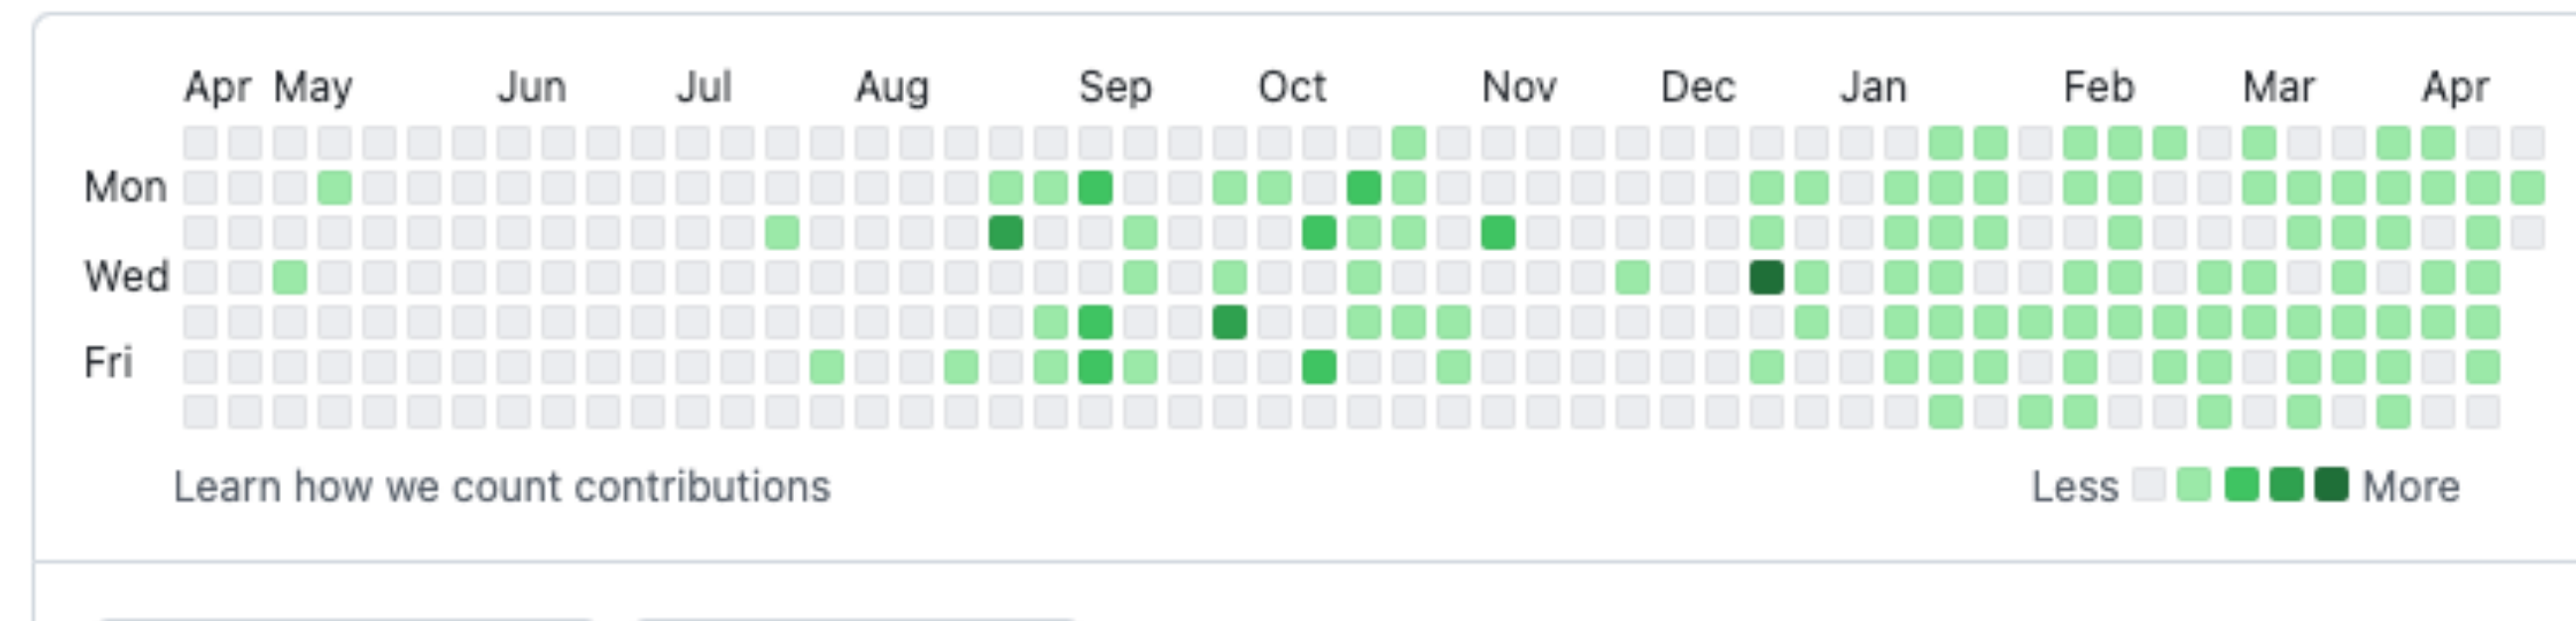 Apr May Jun Jul Aug Sep Oct Nov Dec Jan Feb Mar Apr
Mon
Wed
Fri
Learn how we count contributions
Less More